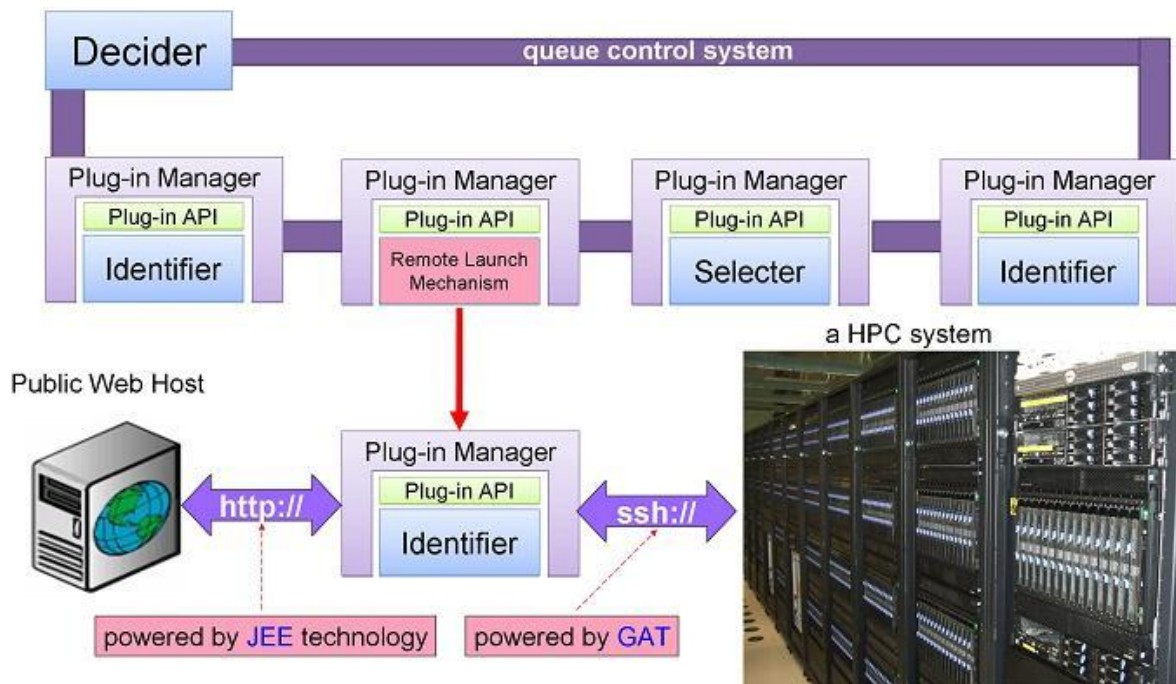 Decider
queue control system
Plug-in Manager
Plug-in API
Identifier
Plug-in Manager
Plug-in API
Remote Launch
Mechanism
Plug-in Manager
Plug-in API
Selecter
Plug-in Manager
Plug-in API
Identifier
a HPC system
Public Web Host
Plug-in Manager
Plug-in API
Identifier
http://
ssh://
powered by JEE technology
powered by GAT